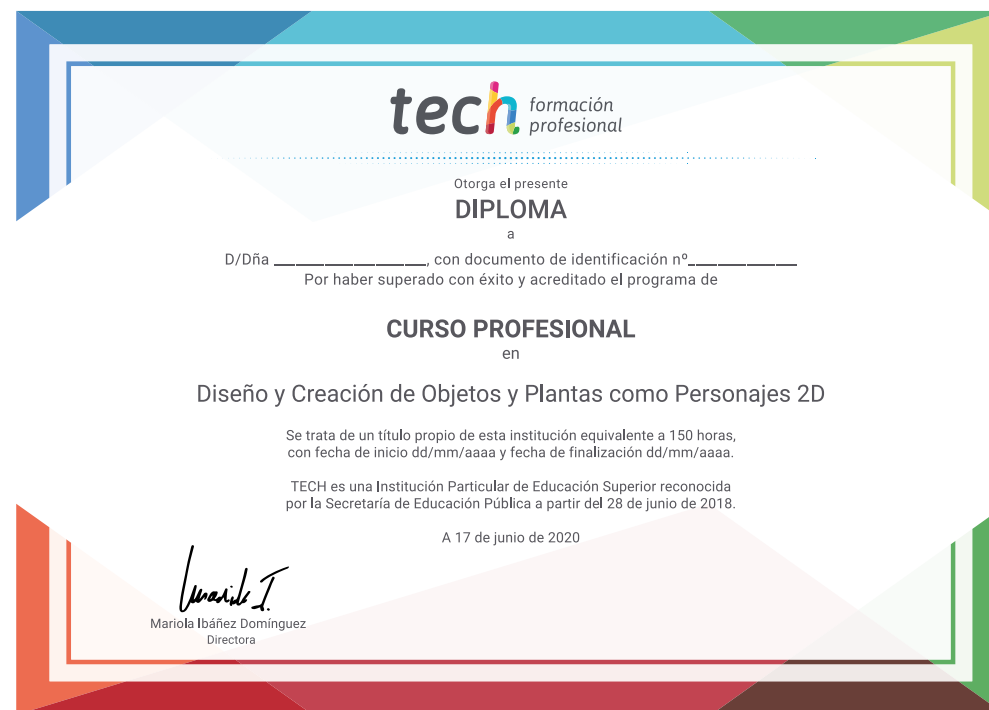 tech formación
profesional
Otorga el presente
DIPLOMA
a
D/Dña ______________, con documento de identificación nº__________
Por haber superado con éxito y acreditado el programa de
CURSO PROFESIONAL
en
Diseño y Creación de Objetos y Plantas como Personajes 2D
Se trata de un título propio de esta institución equivalente a 150 horas,
con fecha de inicio dd/mm/aaaa y fecha de finalización dd/mm/aaaa.
TECH es una Institución Particular de Educación Superior reconocida
por la Secretaría de Educación Pública a partir del 28 de junio de 2018.
A 17 de junio de 2020
Mariola Ibáñez Domínguez
Directora